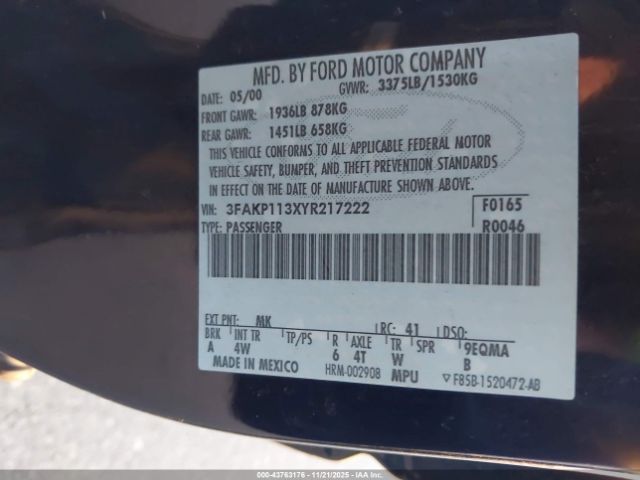 MFD. BY FORD MOTOR COMPANY
DATE: 05/00 GVWR: 3375LB/1530KG
FRONT GAWR: 1936LB 878KG
REAR GAWR: 1451LB 658KG
THIS VEHICLE CONFORMS TO ALL APPLICABLE FEDERAL MOTOR
VEHICLE SAFETY, BUMPER, AND THEFT PREVENTION STANDARDS
IN EFFECT ON THE DATE OF MANUFACTURE SHOWN ABOVE.
VIN: 3FAKP113XYR217222 F0165
TYPE: PASSENGER R0046
EXT PNT: MK RC: 41 DSO:
BRK INT TR TP/PS R AXLE TR SPR 9EQMA
A 4W 6 4T W B
MADE IN MEXICO HRM-002908 MPU ▽ F85B-1520472-AB
000-43763176 - 11/21/2025 - IAA, Inc.